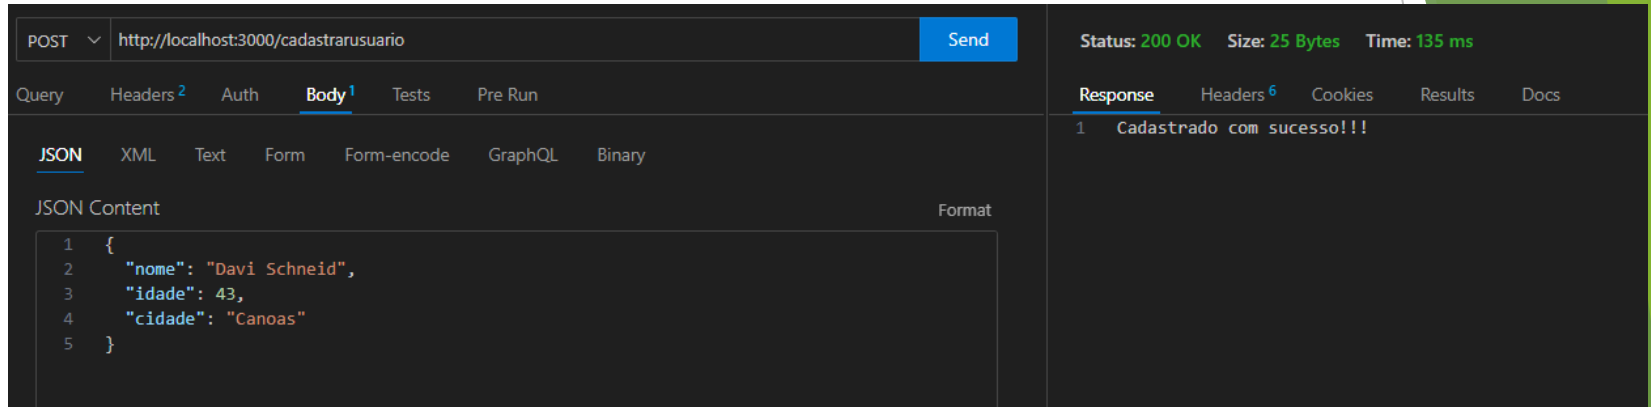 POST http://localhost:3000/cadastrarusuario Send
Query Headers 2 Auth Body 1 Tests Pre Run
JSON XML Text Form Form-encode GraphQL Binary
JSON Content Format
1 {
2 "nome": "Davi Schneid",
3 "idade": 43,
4 "cidade": "Canoas"
5 }
Status: 200 OK Size: 25 Bytes Time: 135 ms
Response Headers 6 Cookies Results Docs
1 Cadastrado com sucesso!!!